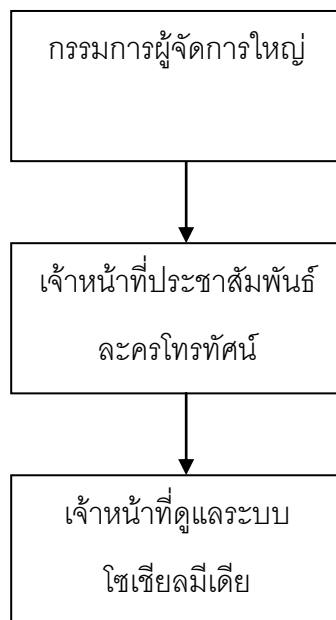 กรรมการผู้จัดการใหญ่
เจ้าหน้าที่ประชาสัมพันธ์
ละครโทรทัศน์
เจ้าหน้าที่ดูแลระบบ
โซเชียลมีเดีย